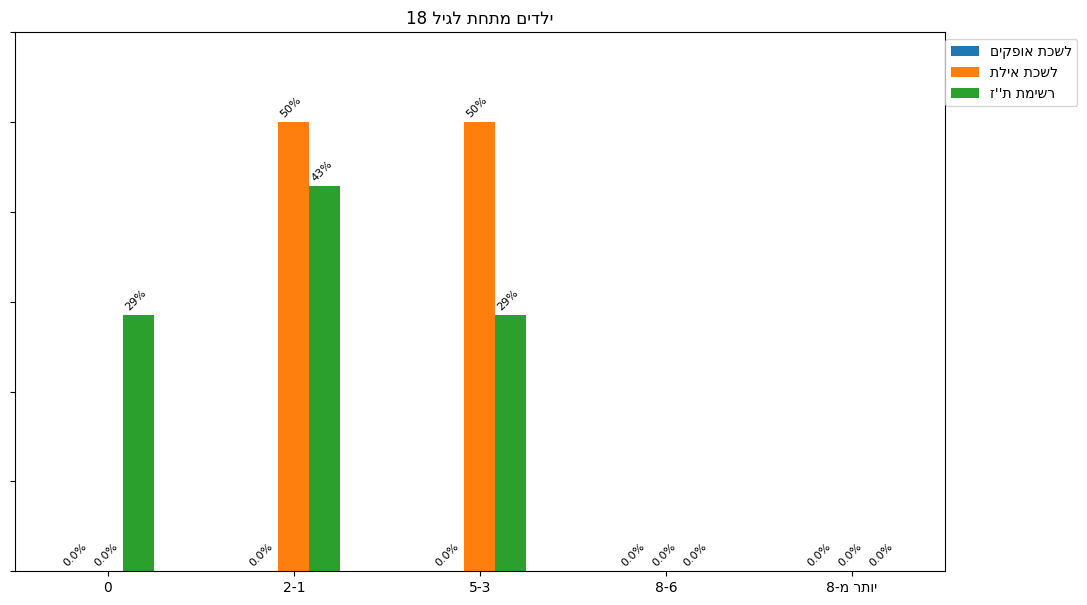 ילדים מתחת לגיל 18
לשכת אופקים
לשכת אילת
רשימת ת''ז
0.0% 0.0% 29%
0.0% 50% 43%
0.0% 50% 29%
0.0% 0.0% 0.0%
0.0% 0.0% 0.0%
0 2-1 5-3 8-6 יותר מ-8